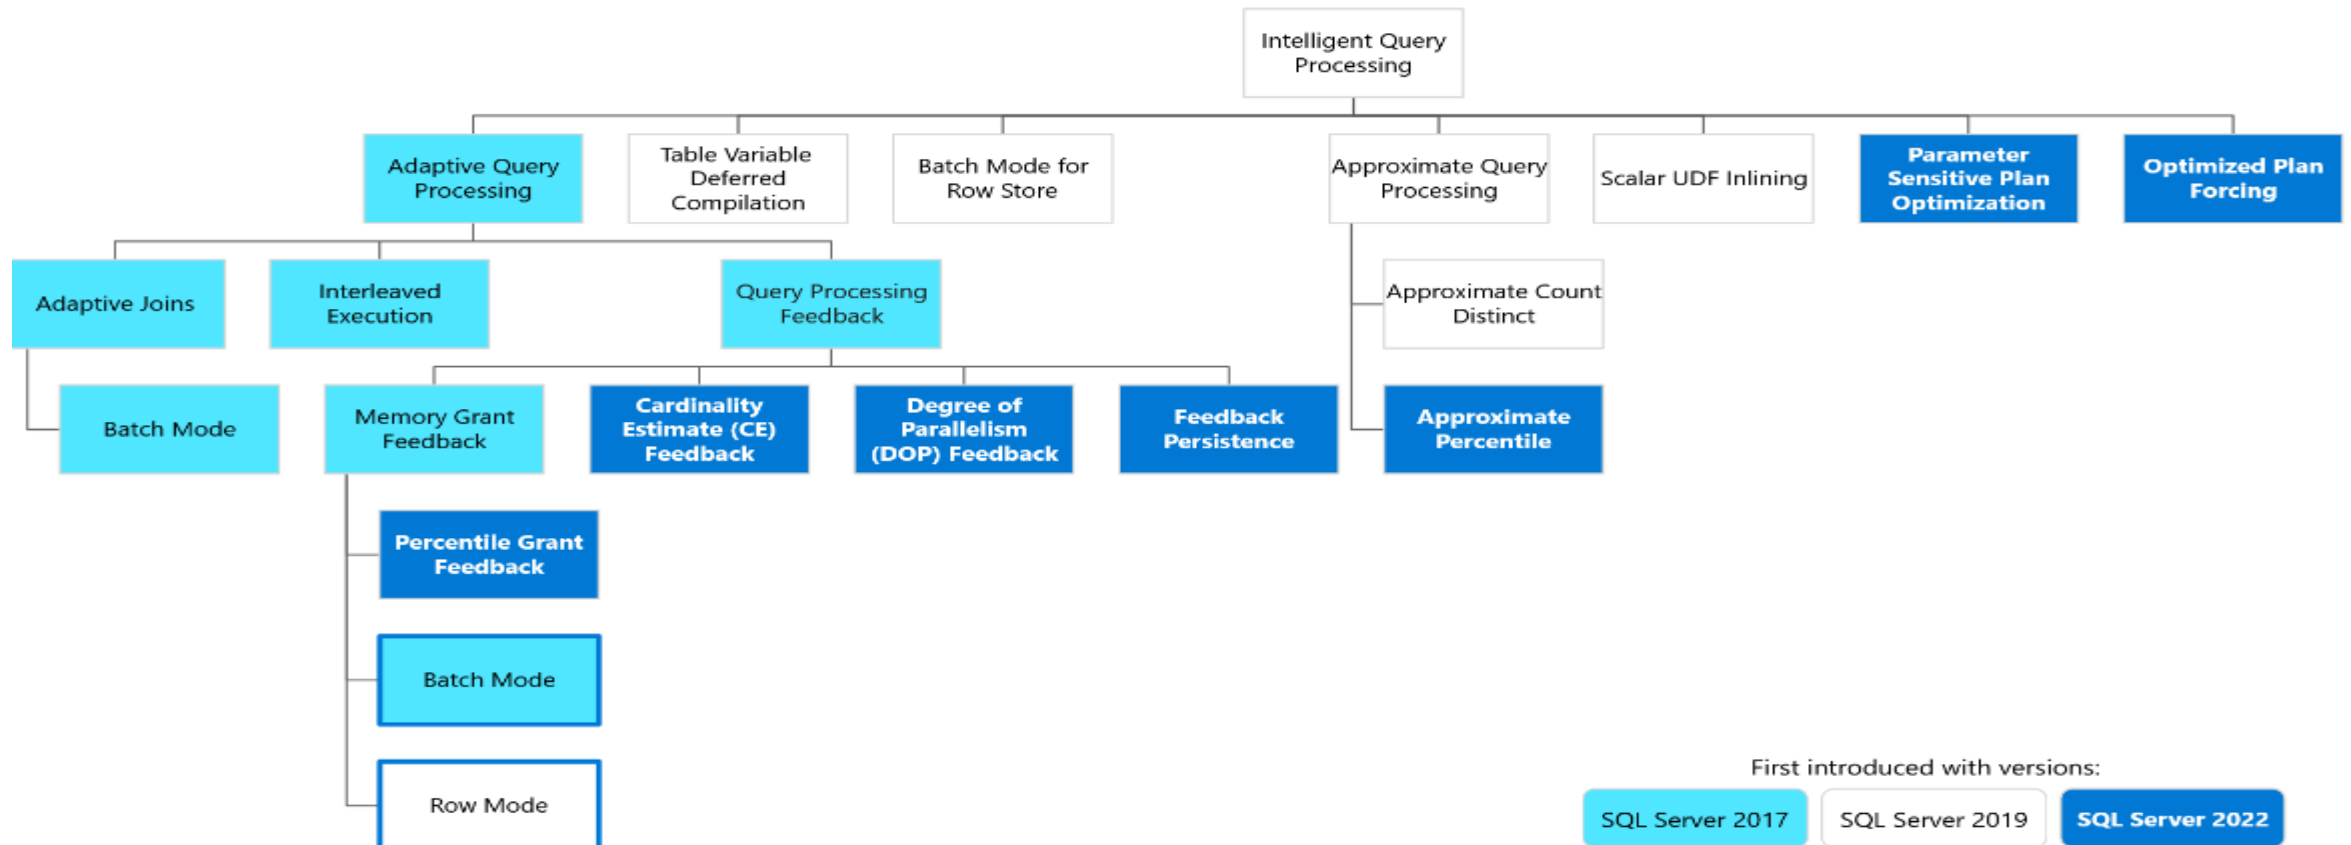 Intelligent Query
Processing
Adaptive Query
Processing
Table Variable
Deferred
Compilation
Batch Mode for
Row Store
Approximate Query
Processing
Scalar UDF Inlining
Parameter
Sensitive Plan
Optimization
Optimized Plan
Forcing
Adaptive Joins
Interleaved
Execution
Query Processing
Feedback
Approximate Count
Distinct
Batch Mode
Memory Grant
Feedback
Cardinality
Estimate (CE)
Feedback
Degree of
Parallelism
(DOP) Feedback
Feedback
Persistence
Approximate
Percentile
Percentile Grant
Feedback
Batch Mode
Row Mode
First introduced with versions:
SQL Server 2017
SQL Server 2019
SQL Server 2022